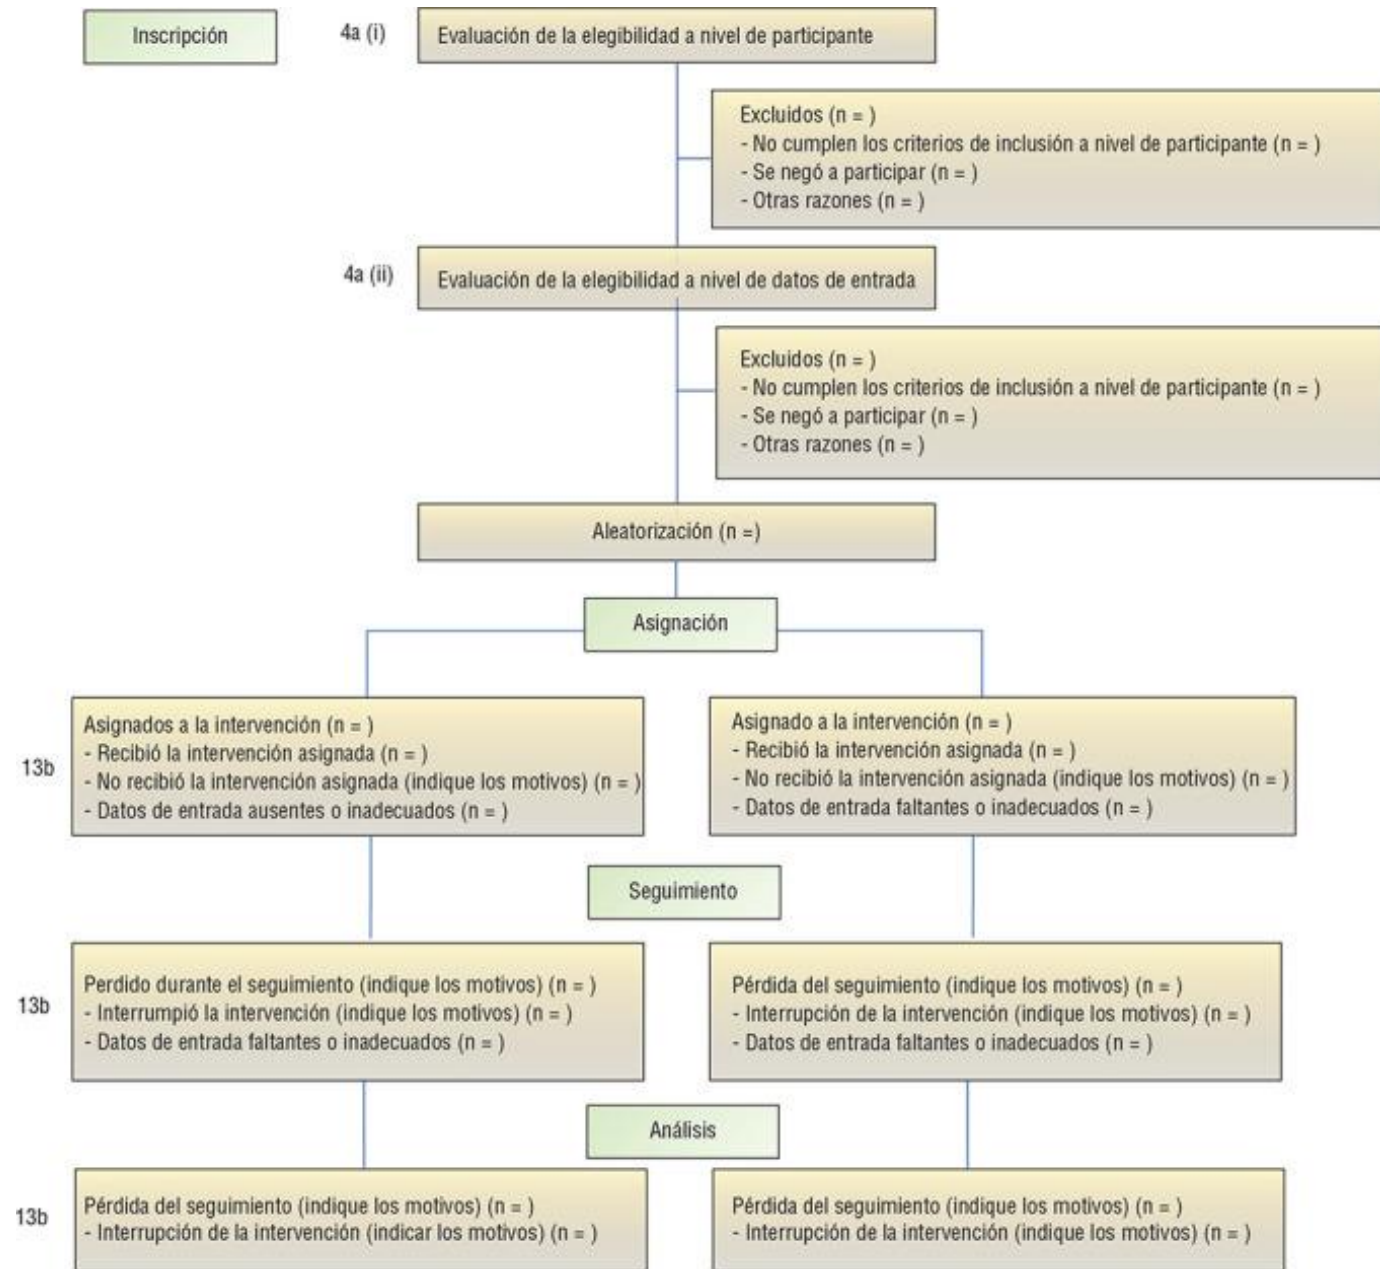 Inscripción
4a (i)
Evaluación de la elegibilidad a nivel de participante
Excluidos (n = )
- No cumplen los criterios de inclusión a nivel de participante (n = )
- Se negó a participar (n = )
- Otras razones (n = )
4a (ii)
Evaluación de la elegibilidad a nivel de datos de entrada
Excluidos (n = )
- No cumplen los criterios de inclusión a nivel de participante (n = )
- Se negó a participar (n = )
- Otras razones (n = )
Aleatorización (n =)
Asignación
13b
Asignados a la intervención (n = )
- Recibió la intervención asignada (n = )
- No recibió la intervención asignada (indique los motivos) (n = )
- Datos de entrada ausentes o inadecuados (n = )
Asignado a la intervención (n = )
- Recibió la intervención asignada (n = )
- No recibió la intervención asignada (indique los motivos) (n = )
- Datos de entrada faltantes o inadecuados (n = )
Seguimiento
13b
Perdido durante el seguimiento (indique los motivos) (n = )
- Interrumpió la intervención (indique los motivos) (n = )
- Datos de entrada faltantes o inadecuados (n = )
Pérdida del seguimiento (indique los motivos) (n = )
- Interrupción de la intervención (indique los motivos) (n = )
- Datos de entrada faltantes o inadecuados (n = )
Análisis
13b
Pérdida del seguimiento (indique los motivos) (n = )
- Interrupción de la intervención (indicar los motivos) (n = )
Pérdida del seguimiento (indique los motivos) (n = )
- Interrupción de la intervención (indique los motivos) (n = )